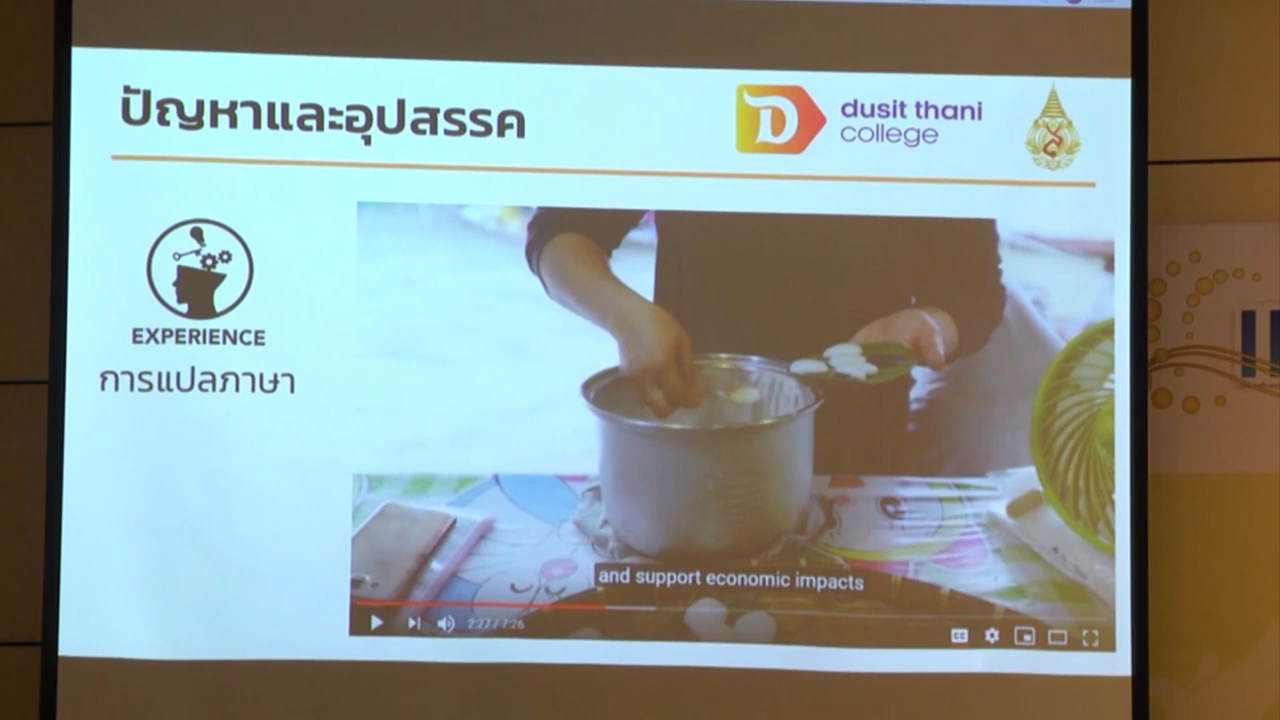 ปัญหาและอุปสรรค
dusit thani
college
EXPERIENCE
การแปลภาษา
and support economic impacts
2:27 / 7:26
CC